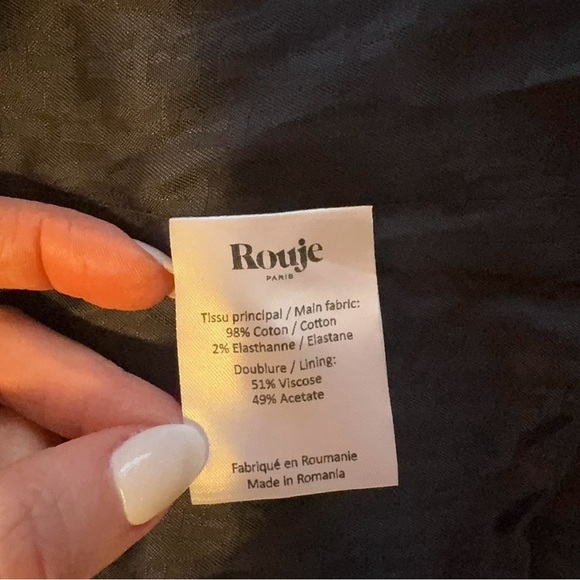 Rouje
PARIS
Tissu principal / Main fabric:
98% Coton / Cotton
2% Elasthanne / Elastane
Doublure / Lining:
51% Viscose
49% Acetate
Fabriqué en Roumanie
Made in Romania